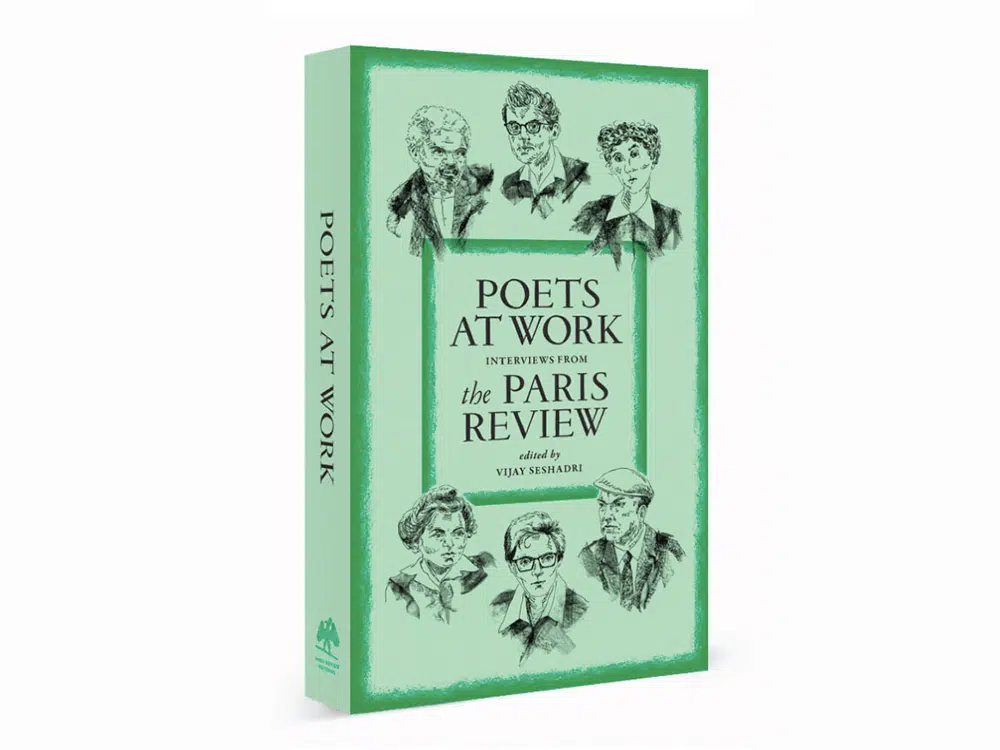 POETS AT WORK
POETS
AT WORK
INTERVIEWS FROM
the PARIS
REVIEW
edited by
VIJAY SESHADRI